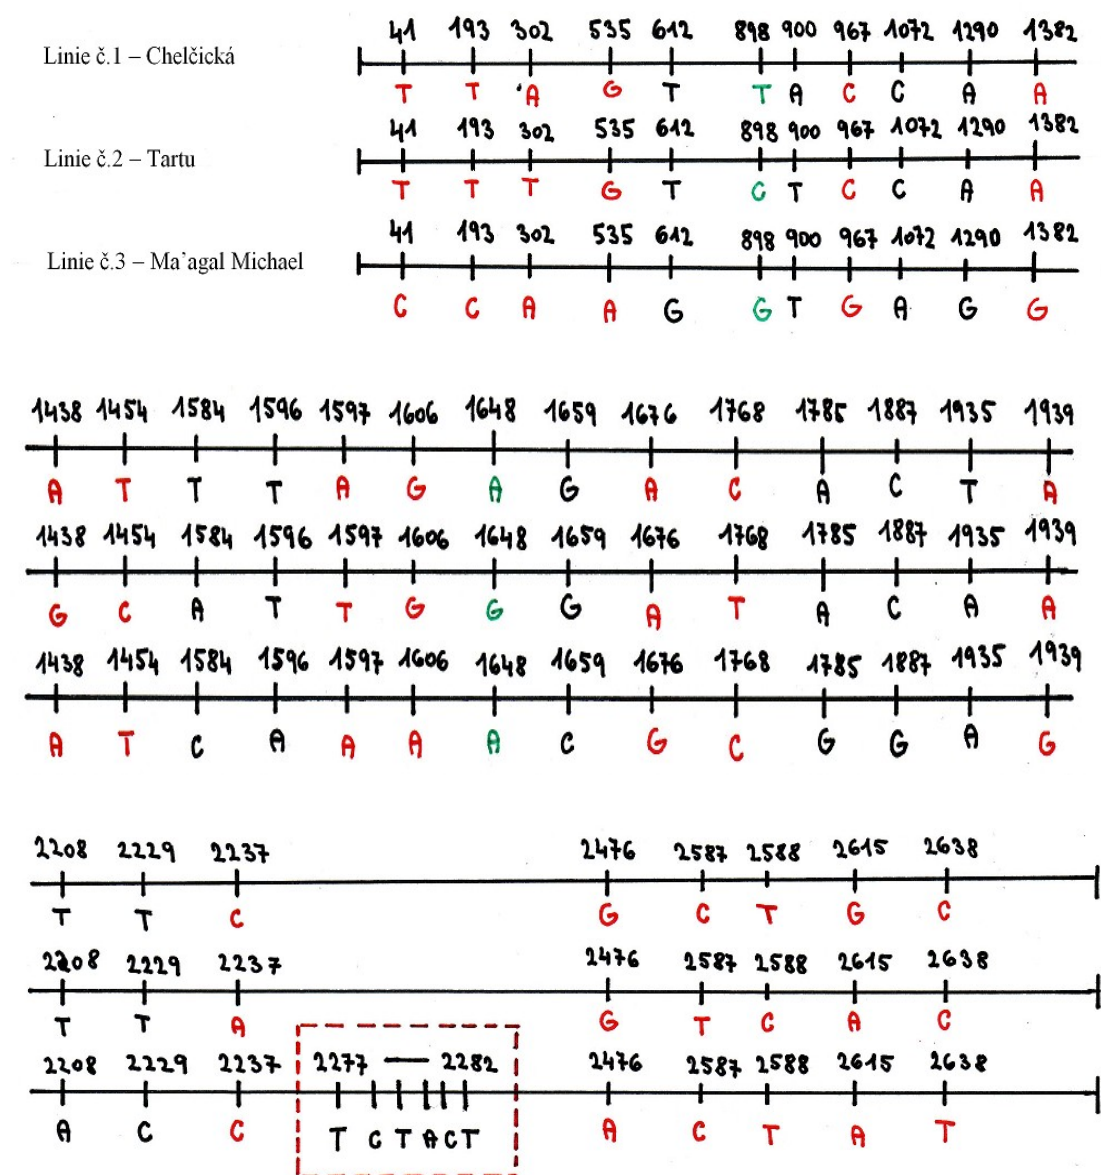 41 193 302 535 612 898 900 967 1072 1290 1382
Linie č.1 – Chelčická
T T A G T T A C C A A
41 193 302 535 612 898 900 967 1072 1290 1382
Linie č.2 – Tartu
T T T G T C T C C A A
41 193 302 535 612 898 900 967 1072 1290 1382
Linie č.3 – Ma’agal Michael
C C A A G G T G A G G
1438 1454 1584 1596 1597 1606 1648 1659 1676 1768 1785 1887 1935 1939
A T T T A G A G A C A C T A
1438 1454 1584 1596 1597 1606 1648 1659 1676 1768 1785 1887 1935 1939
G C A T T G G G A T A C A A
1438 1454 1584 1596 1597 1606 1648 1659 1676 1768 1785 1887 1935 1939
A T C A A A A C G C G G A G
2208 2229 2237 2476 2587 2588 2615 2638
T T C G C T G C
2208 2229 2237 2476 2587 2588 2615 2638
T T A G T C A C
2208 2229 2237 2277 — 2282 2476 2587 2588 2615 2638
A C C T C T A C T A C T A T